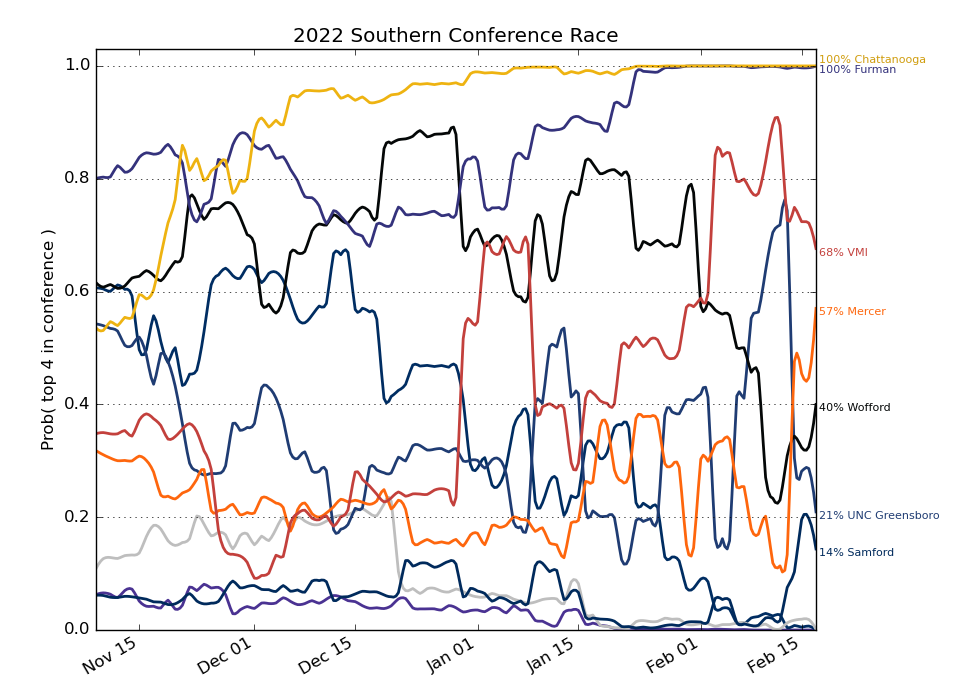 2022 Southern Conference Race
Prob( top 4 in conference )
1.0
0.8
0.6
0.4
0.2
0.0
Nov 15
Dec 01
Dec 15
Jan 01
Jan 15
Feb 01
Feb 15
100% Chattanooga
100% Furman
68% VMI
57% Mercer
40% Wofford
21% UNC Greensboro
14% Samford